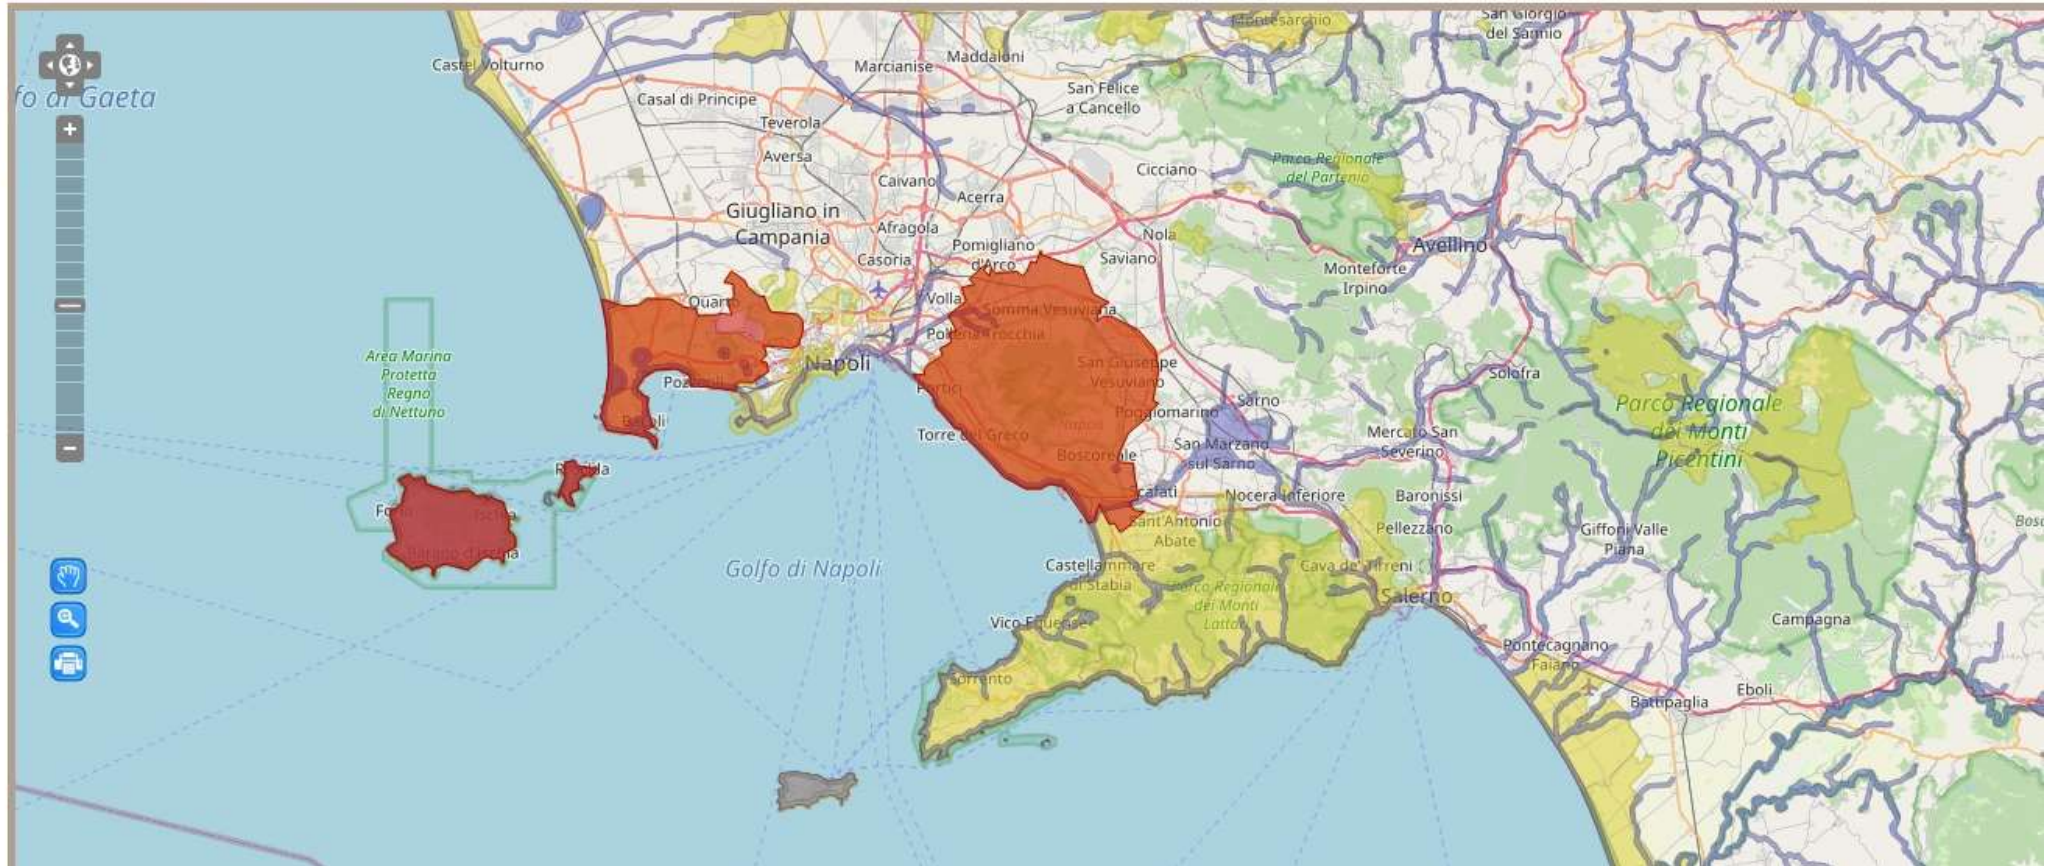 Montesarchio
San Giorgio
del Sannio
Castel Volturno
Marcianise
Maddaloni
fo di Gaeta
Casal di Principe
San Felice
a Cancello
Teverola
Aversa
Parco Regionale
del Partenio
Cicciano
Caivano
Acerra
Giugliano in
Campania
Afragola
Nola
Pomigliano
d'Arco
Avellino
Casoria
Saviano
Monteforte
Irpino
Quarto
Volla
Somma Vesuviana
Pollena Trocchia
Area Marina
Protetta
Regno
di Nettuno
Napoli
San Giuseppe
Vesuviano
Solofra
Portici
Sarno
Poggiomarino
Parco Regionale
dei Monti
Picentini
Bacoli
Napoli
Torre del Greco
San Marzano
sul Sarno
Mercato San
Severino
Boscoreale
Scafati
Nocera Inferiore
Baronissi
Ischia
Sant'Antonio
Abate
Pellezzano
Giffoni Valle
Piana
Barano d'Ischia
Golfo di Napoli
Castellammare
di Stabia
Cava de' Tirreni
Parco Regionale
dei Monti
Lattari
Salerno
Vico Equense
Campagna
Pontecagnano
Faiano
Sorrento
Eboli
Battipaglia